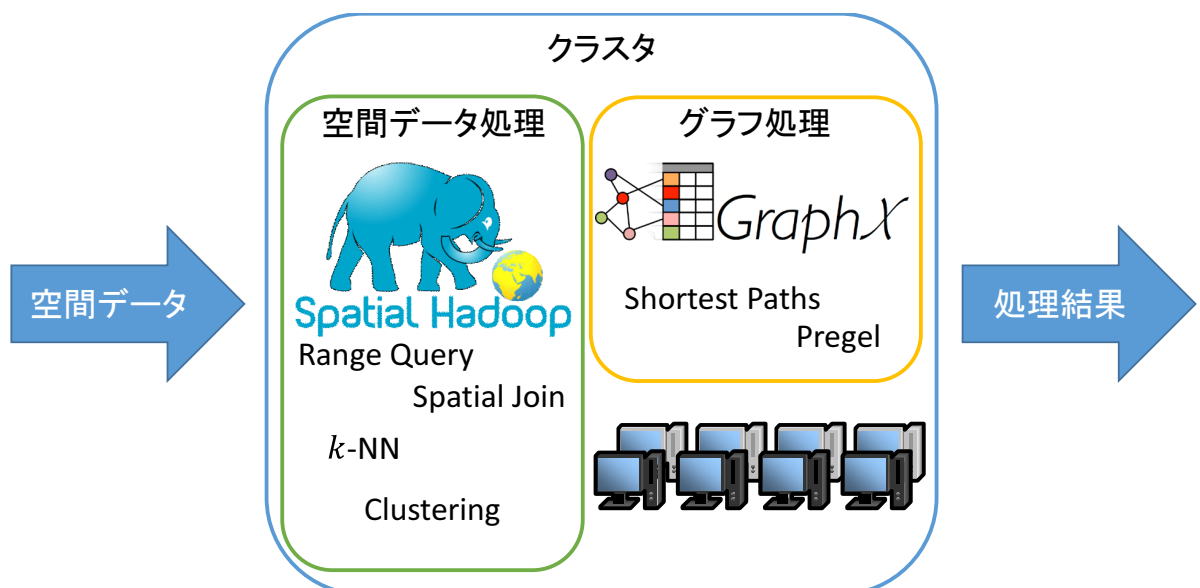 クラスタ
空間データ
空間データ処理
Spatial Hadoop
Range Query
Spatial Join
k-NN
Clustering
グラフ処理
GraphX
Shortest Paths
Pregel
処理結果